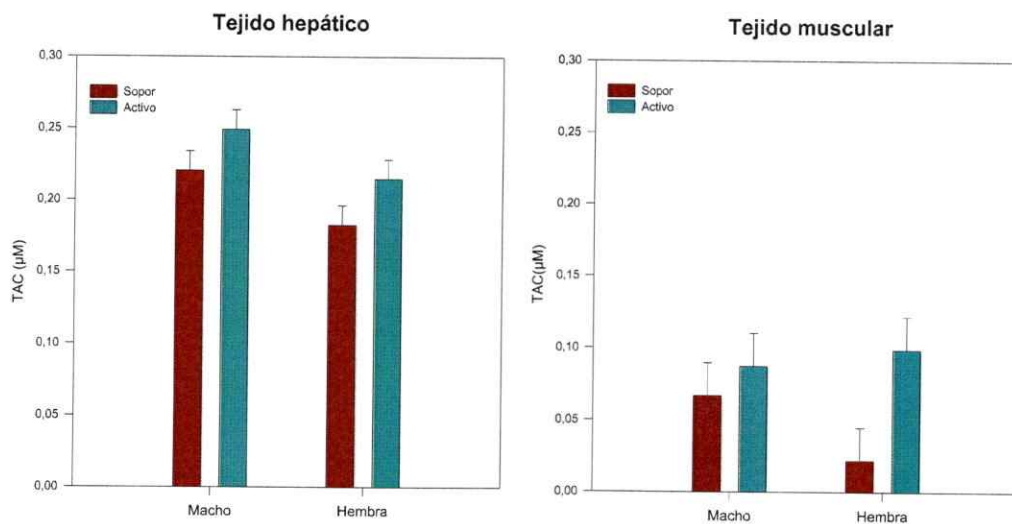 Tejido hepático
0,30
0,25
0,20
0,15
0,10
0,05
0,00
TAC (µM)
Sopor
Activo
Macho
Hembra
Tejido muscular
0,30
0,25
0,20
0,15
0,10
0,05
0,00
TAC(µM)
Sopor
Activo
Macho
Hembra